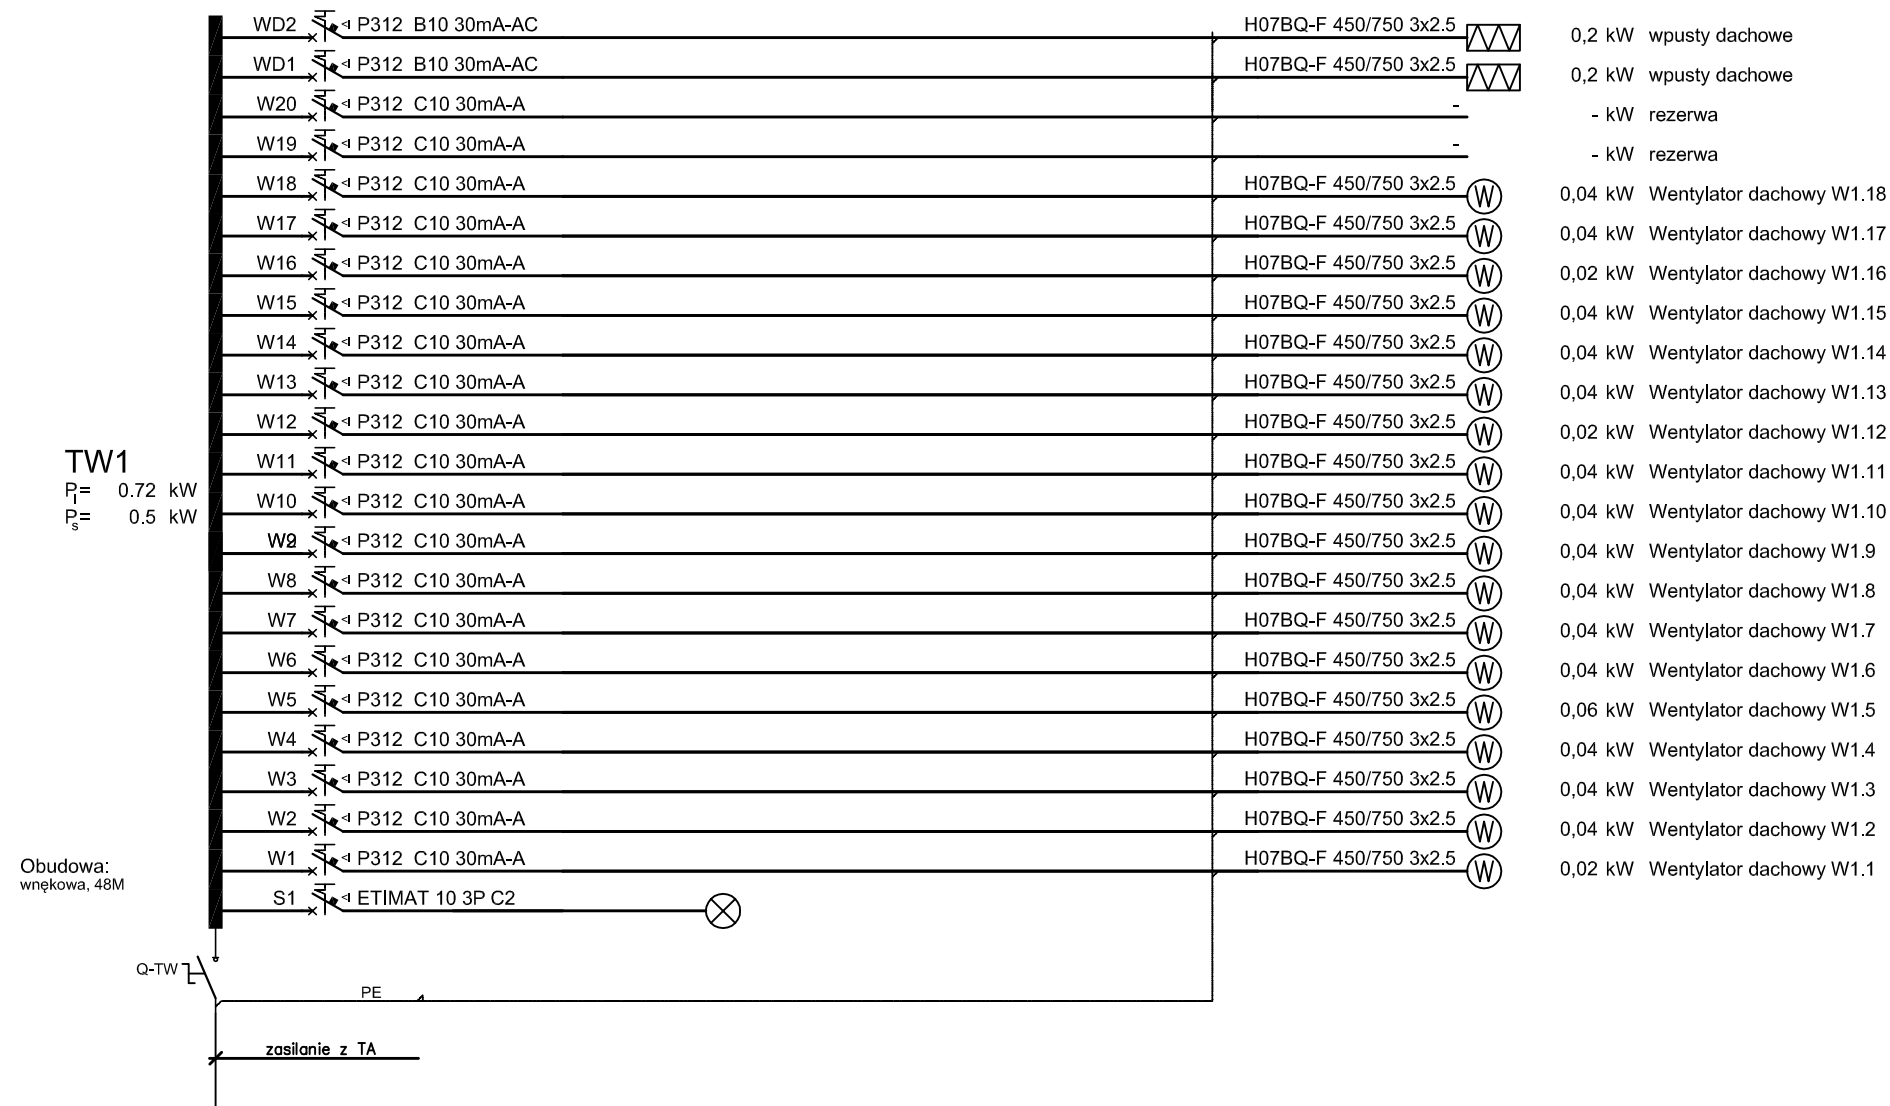 WD2 P312 B10 30mA-AC H07BQ-F 450/750 3x2.5 0,2 kW wpusty dachowe
WD1 P312 B10 30mA-AC H07BQ-F 450/750 3x2.5 0,2 kW wpusty dachowe
W20 P312 C10 30mA-A - - kW rezerwa
W19 P312 C10 30mA-A - - kW rezerwa
W18 P312 C10 30mA-A H07BQ-F 450/750 3x2.5 W 0,04 kW Wentylator dachowy W1.18
W17 P312 C10 30mA-A H07BQ-F 450/750 3x2.5 W 0,04 kW Wentylator dachowy W1.17
W16 P312 C10 30mA-A H07BQ-F 450/750 3x2.5 W 0,02 kW Wentylator dachowy W1.16
W15 P312 C10 30mA-A H07BQ-F 450/750 3x2.5 W 0,04 kW Wentylator dachowy W1.15
W14 P312 C10 30mA-A H07BQ-F 450/750 3x2.5 W 0,04 kW Wentylator dachowy W1.14
W13 P312 C10 30mA-A H07BQ-F 450/750 3x2.5 W 0,04 kW Wentylator dachowy W1.13
W12 P312 C10 30mA-A H07BQ-F 450/750 3x2.5 W 0,02 kW Wentylator dachowy W1.12
TW1
W11 P312 C10 30mA-A H07BQ-F 450/750 3x2.5 W 0,04 kW Wentylator dachowy W1.11
Pi= 0.72 kW
W10 P312 C10 30mA-A H07BQ-F 450/750 3x2.5 W 0,04 kW Wentylator dachowy W1.10
Ps= 0.5 kW
P312 C10 30mA-A H07BQ-F 450/750 3x2.5 W 0,04 kW Wentylator dachowy W1.9
W8 P312 C10 30mA-A H07BQ-F 450/750 3x2.5 W 0,04 kW Wentylator dachowy W1.8
W7 P312 C10 30mA-A H07BQ-F 450/750 3x2.5 W 0,04 kW Wentylator dachowy W1.7
W6 P312 C10 30mA-A H07BQ-F 450/750 3x2.5 W 0,04 kW Wentylator dachowy W1.6
W5 P312 C10 30mA-A H07BQ-F 450/750 3x2.5 W 0,06 kW Wentylator dachowy W1.5
W4 P312 C10 30mA-A H07BQ-F 450/750 3x2.5 W 0,04 kW Wentylator dachowy W1.4
W3 P312 C10 30mA-A H07BQ-F 450/750 3x2.5 W 0,04 kW Wentylator dachowy W1.3
W2 P312 C10 30mA-A H07BQ-F 450/750 3x2.5 W 0,04 kW Wentylator dachowy W1.2
W1 P312 C10 30mA-A H07BQ-F 450/750 3x2.5 W 0,02 kW Wentylator dachowy W1.1
Obudowa:
wnękowa, 48M
S1 ETIMAT 10 3P C2
Q-TW
PE
zasilanie z TA